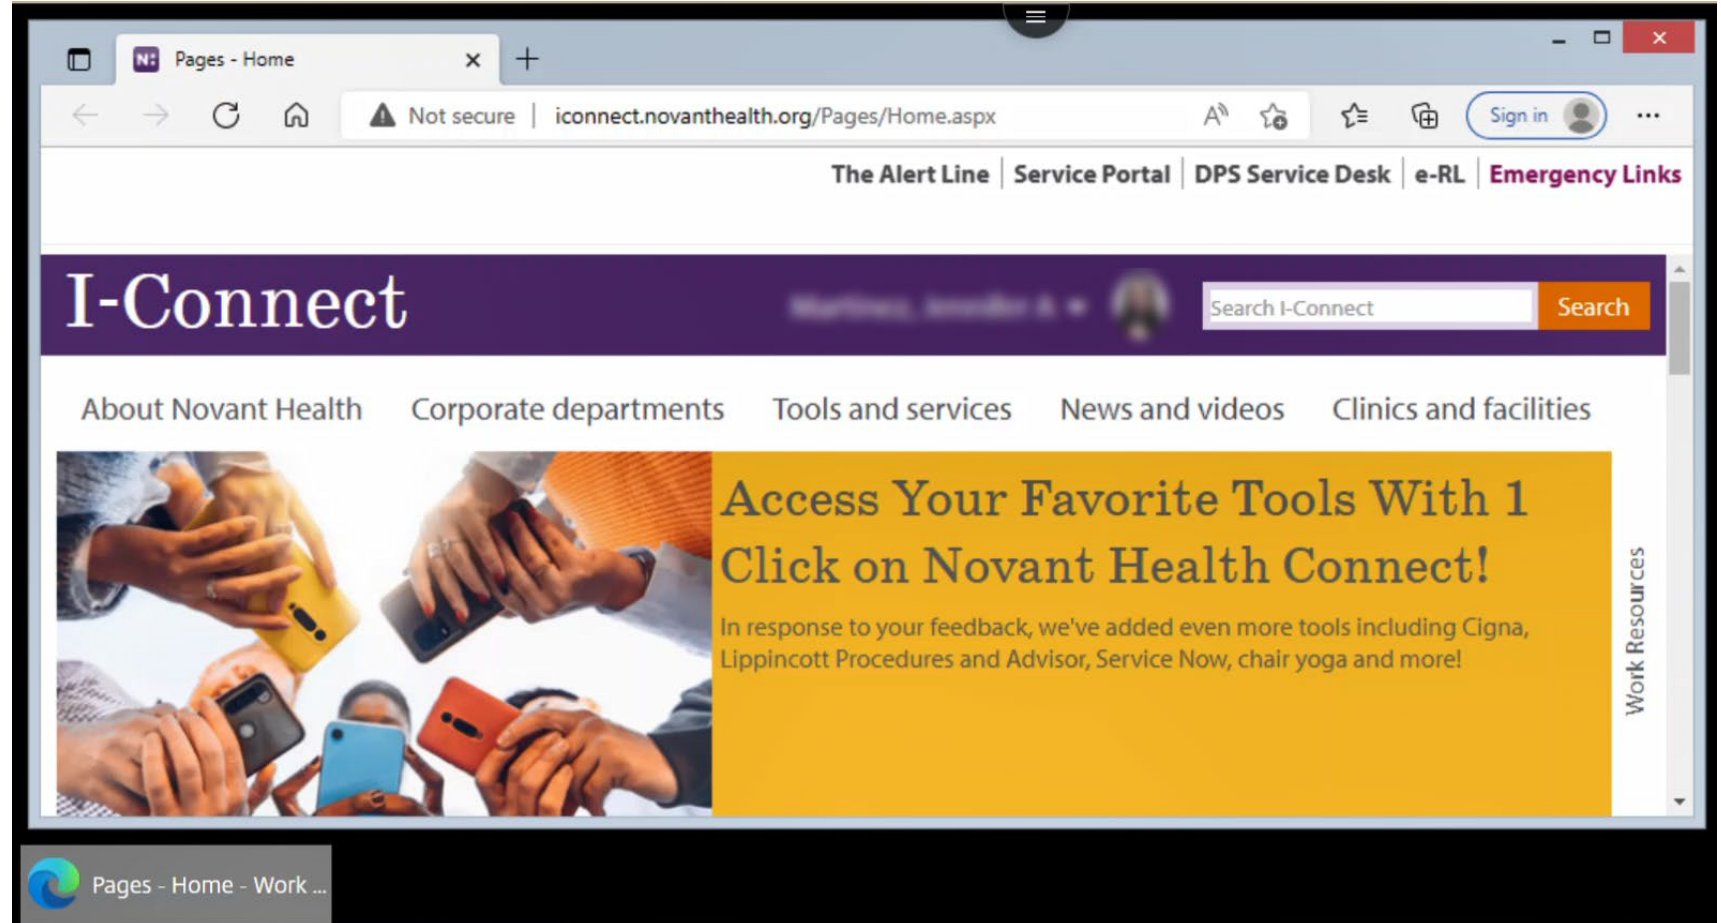 N:
Pages - Home
Not secure | iconnect.novanthealth.org/Pages/Home.aspx
Sign in
The Alert Line | Service Portal | DPS Service Desk | e-RL | Emergency Links
I-Connect
Search I-Connect
Search
About Novant Health
Corporate departments
Tools and services
News and videos
Clinics and facilities
Access Your Favorite Tools With 1
Click on Novant Health Connect!
In response to your feedback, we've added even more tools including Cigna,
Lippincott Procedures and Advisor, Service Now, chair yoga and more!
Work Resources
Pages - Home - Work ...